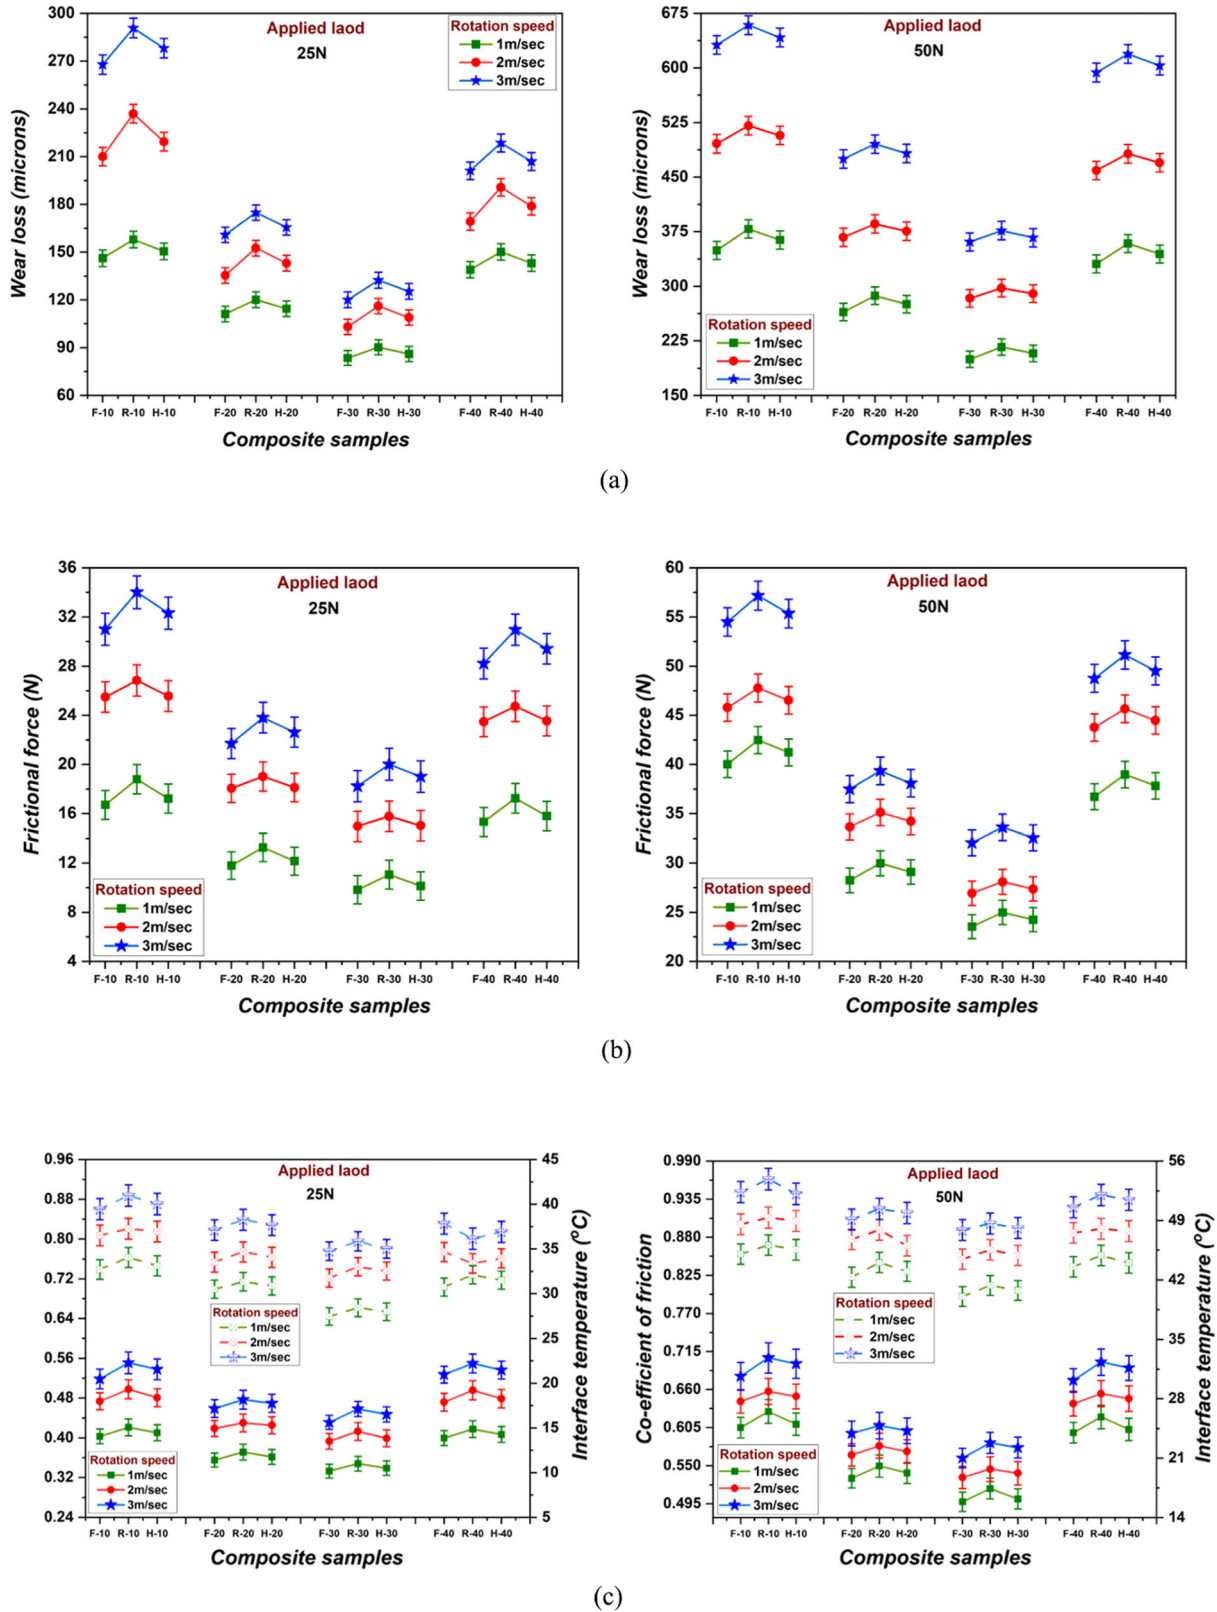 Applied laod
25N
Rotation speed
1m/sec
2m/sec
3m/sec
300
270
240
210
180
150
120
90
60
Wear loss (microns)
F-10 R-10 H-10 F-20 R-20 H-20 F-30 R-30 H-30 F-40 R-40 H-40
Composite samples
Applied laod
50N
675
600
525
450
375
300
225
150
Wear loss (microns)
Rotation speed
1m/sec
2m/sec
3m/sec
F-10 R-10 H-10 F-20 R-20 H-20 F-30 R-30 H-30 F-40 R-40 H-40
Composite samples
(a)
Applied laod
25N
36
32
28
24
20
16
12
8
4
Frictional force (N)
Rotation speed
1m/sec
2m/sec
3m/sec
F-10 R-10 H-10 F-20 R-20 H-20 F-30 R-30 H-30 F-40 R-40 H-40
Composite samples
Applied laod
50N
60
55
50
45
40
35
30
25
20
Frictional force (N)
Rotation speed
1m/sec
2m/sec
3m/sec
F-10 R-10 H-10 F-20 R-20 H-20 F-30 R-30 H-30 F-40 R-40 H-40
Composite samples
(b)
Applied laod
25N
0.96
0.88
0.80
0.72
0.64
0.56
0.48
0.40
0.32
0.24
Rotation speed
1m/sec
2m/sec
3m/sec
Rotation speed
1m/sec
2m/sec
3m/sec
45
40
35
30
25
20
15
10
5
Interface temperature (°C)
F-10 R-10 H-10 F-20 R-20 H-20 F-30 R-30 H-30 F-40 R-40 H-40
Composite samples
Applied laod
50N
0.990
0.935
0.880
0.825
0.770
0.715
0.660
0.605
0.550
0.495
Co-efficient of friction
Rotation speed
1m/sec
2m/sec
3m/sec
Rotation speed
1m/sec
2m/sec
3m/sec
56
49
42
35
28
21
14
Interface temperature (°C)
F-10 R-10 H-10 F-20 R-20 H-20 F-30 R-30 H-30 F-40 R-40 H-40
Composite samples
(c)